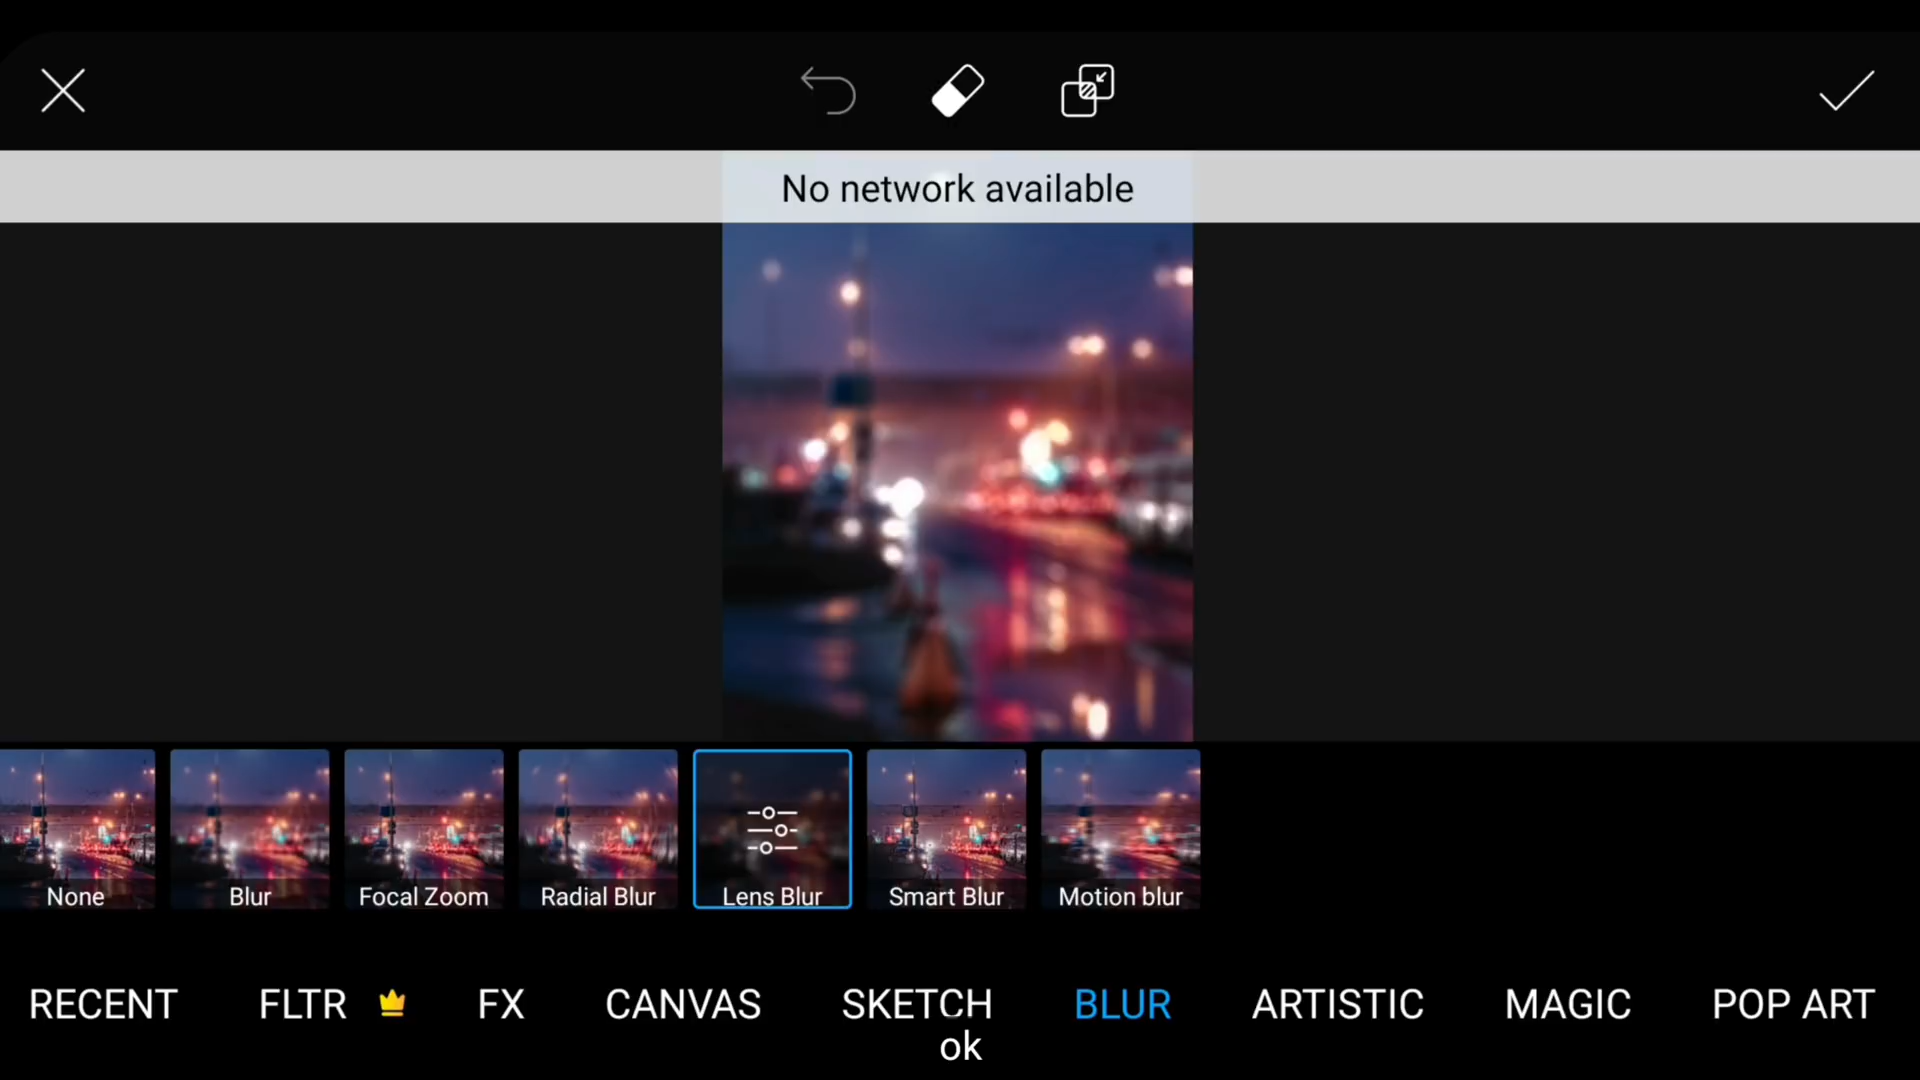 No network available
None
Blur
Focal Zoom
Radial Blur
Lens Blur
Smart Blur
Motion blur
RECENT
FLTR
FX
CANVAS
SKETCH
BLUR
ARTISTIC
MAGIC
POP ART
ok